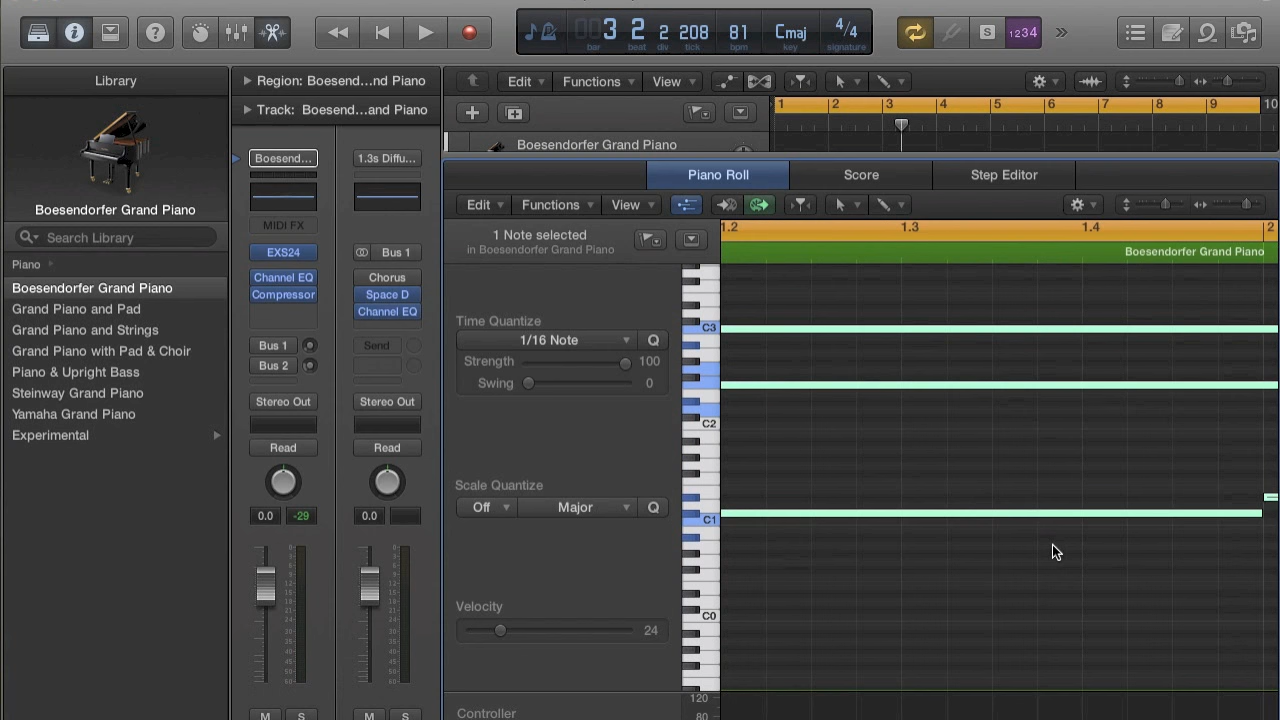 3 2 2 208 81 Cmaj 4/4
bar beat div tick bpm key signature
S 1234
Library
Region: Boesend...nd Piano
Edit Functions View
Track: Boesend...and Piano
1 2 3 4 5 6 7 8 9 10
Boesendorfer Grand Piano
Boesend...
1.3s Diffu...
Piano Roll Score Step Editor
Boesendorfer Grand Piano
Edit Functions View
MIDI FX
Search Library
1 Note selected
in Boesendorfer Grand Piano
1.2 1.3 1.4 2
Boesendorfer Grand Piano
EXS24
Bus 1
Piano
Channel EQ
Compressor
Chorus
Space D
Channel EQ
Boesendorfer Grand Piano
Grand Piano and Pad
Grand Piano and Strings
Grand Piano with Pad & Choir
Piano & Upright Bass
Steinway Grand Piano
Yamaha Grand Piano
Experimental
Bus 1
Bus 2
Send
Stereo Out
Stereo Out
Read
Read
0.0 -29
0.0
M S
M S
Time Quantize
1/16 Note Q
Strength 100
Swing 0
Scale Quantize
Off Major Q
Velocity
24
Controller
C3
C2
C1
C0
120
80